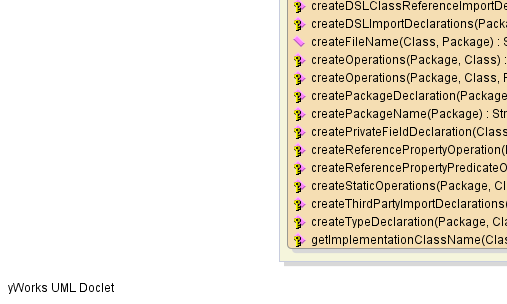 createDSLClassReferenceImportDe
createDSLImportDeclarations(Packa
createFileName(Class, Package) : S
createOperations(Package, Class) :
createOperations(Package, Class, F
createPackageDeclaration(Package
createPackageName(Package) : Str
createPrivateFieldDeclaration(Class
createReferencePropertyOperation(
createReferencePropertyPredicateO
createStaticOperations(Package, Cl
createThirdPartyImportDeclarations(
createTypeDeclaration(Package, Cla
getImplementationClassName(Clas
yWorks UML Doclet